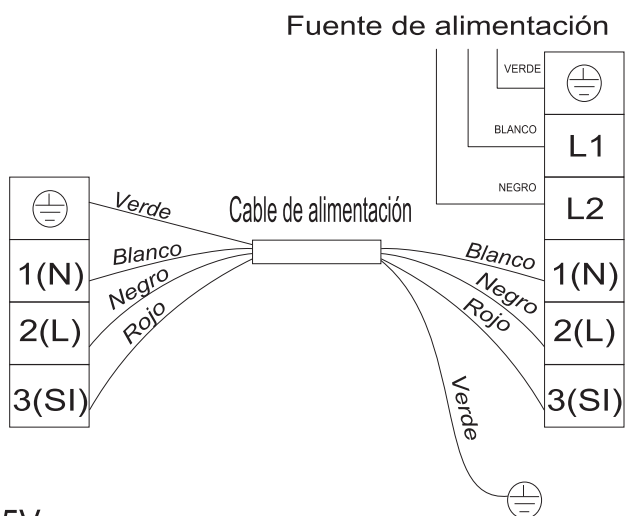 Fuente de alimentación
VERDE
BLANCO
L1
NEGRO
L2
Verde
Cable de alimentación
1(N)
Blanco
Blanco
1(N)
Negro
Negro
2(L)
Rojo
Rojo
2(L)
3(SI)
Verde
3(SI)
5V